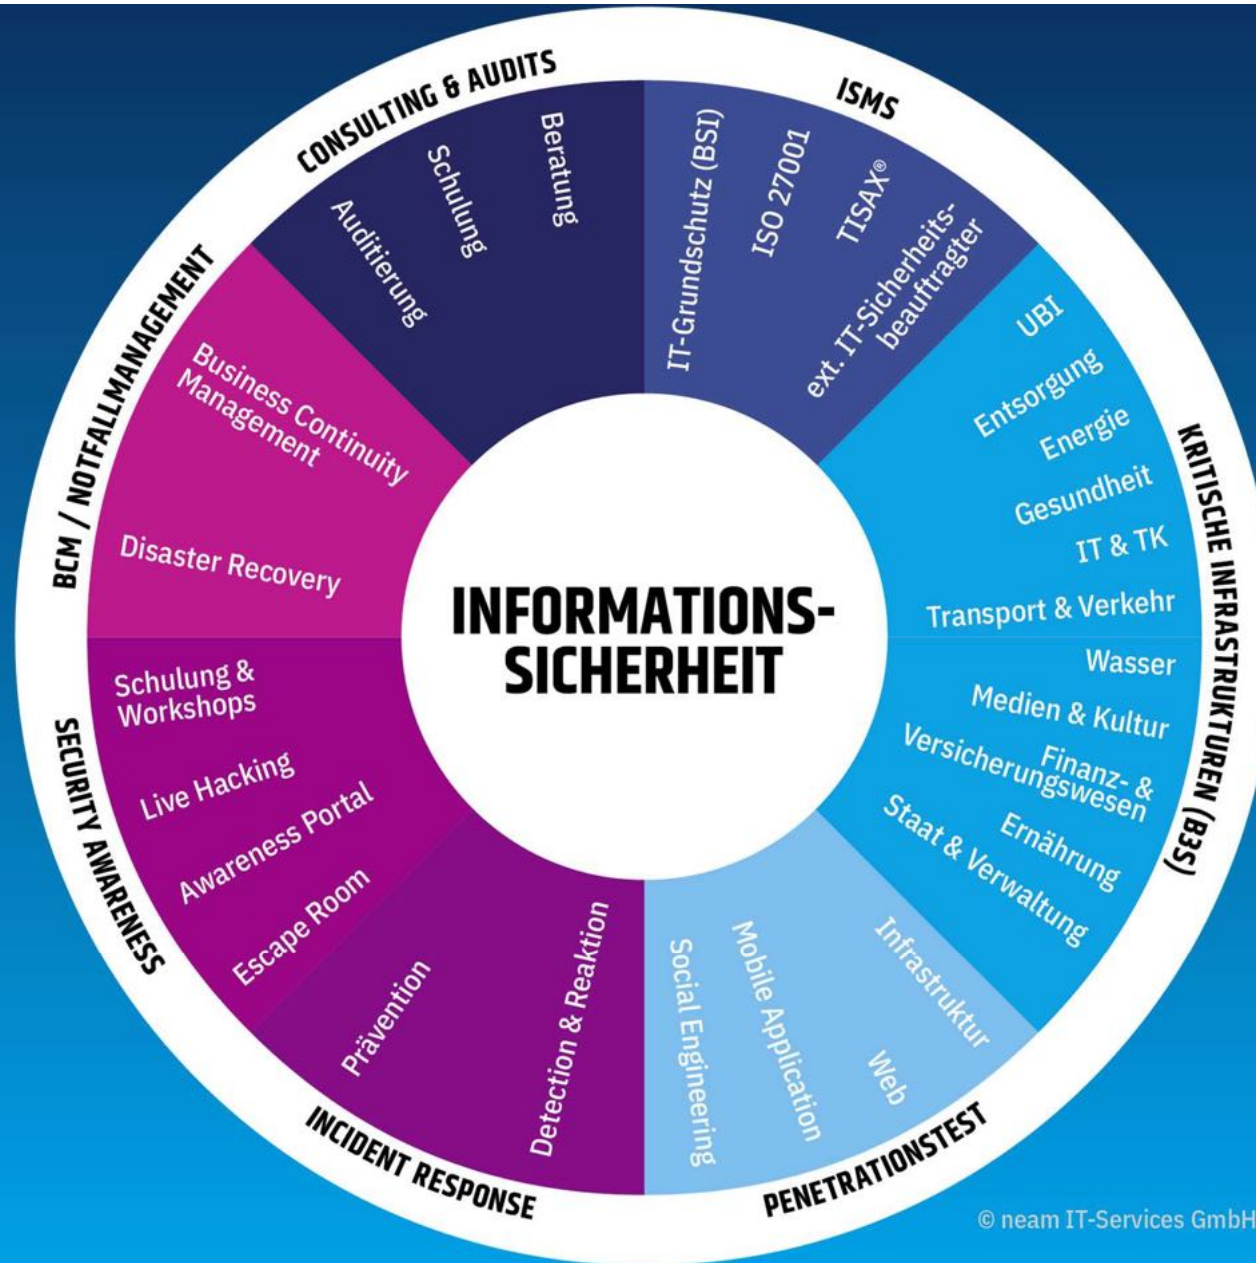 CONSULTING & AUDITS
Beratung
Schulung
Auditierung
ISMS
IT-Grundschutz (BSI)
ISO 27001
TISAX®
ext. IT-Sicherheits-
beauftragter
KRITISCHE INFRASTRUKTUREN (B3S)
UBI
Entsorgung
Energie
Gesundheit
IT & TK
Transport & Verkehr
Wasser
Medien & Kultur
Finanz- &
Versicherungswesen
Ernährung
Staat & Verwaltung
PENETRATIONSTEST
Infrastruktur
Web
Mobile Application
Social Engineering
INCIDENT RESPONSE
Detection & Reaktion
Prävention
SECURITY AWARENESS
Schulung &
Workshops
Live Hacking
Awareness Portal
Escape Room
BCM / NOTFALLMANAGEMENT
Business Continuity
Management
Disaster Recovery
INFORMATIONS-
SICHERHEIT
© neam IT-Services GmbH